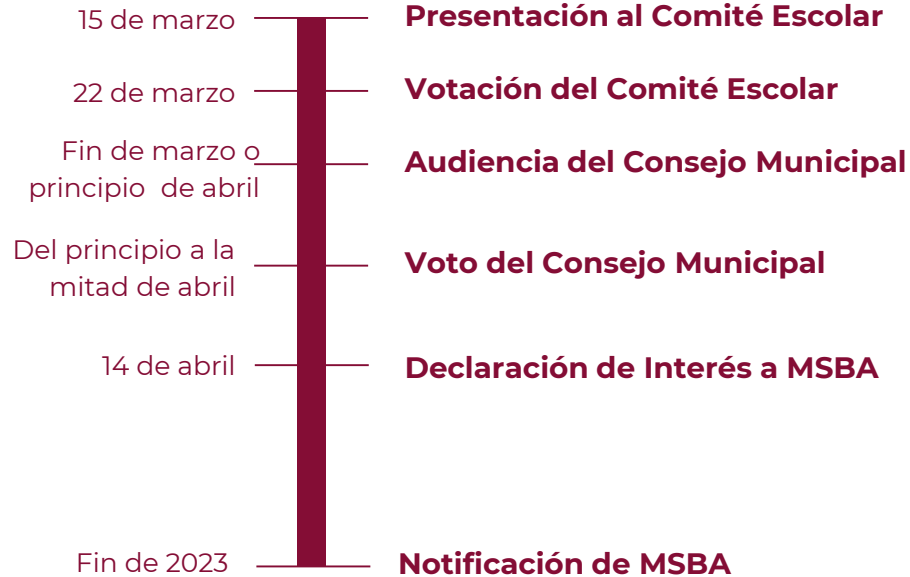 15 de marzo
Presentación al Comité Escolar
22 de marzo
Votación del Comité Escolar
Fin de marzo o
principio de abril
Audiencia del Consejo Municipal
Del principio a la
mitad de abril
Voto del Consejo Municipal
14 de abril
Declaración de Interés a MSBA
Fin de 2023
Notificación de MSBA